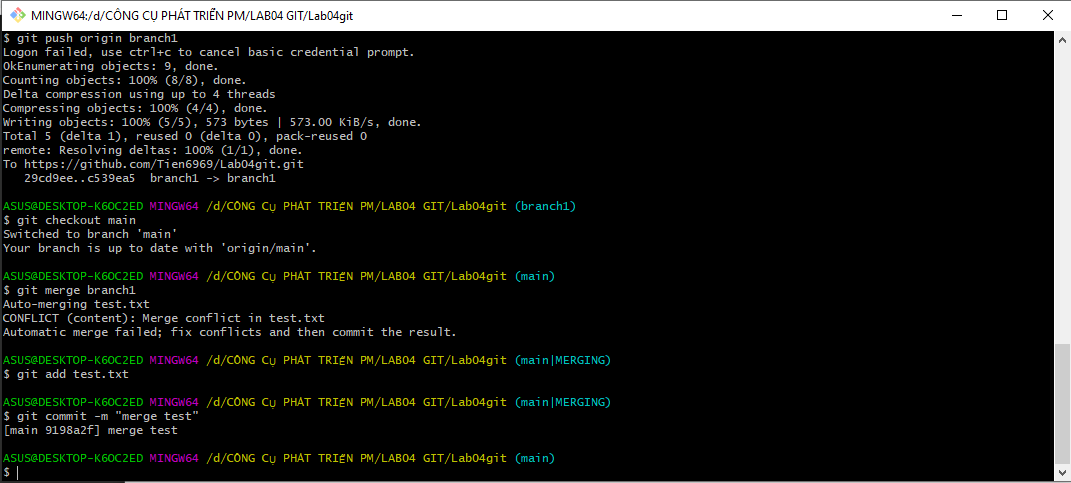 MINGW64:/d/CÔNG CỤ PHÁT TRIỂN PM/LAB04 GIT/Lab04git
$ git push origin branch1
Logon failed, use ctrl+c to cancel basic credential prompt.
0kEnumerating objects: 9, done.
Counting objects: 100% (8/8), done.
Delta compression using up to 4 threads
Compressing objects: 100% (4/4), done.
Writing objects: 100% (5/5), 573 bytes | 573.00 KiB/s, done.
Total 5 (delta 1), reused 0 (delta 0), pack-reused 0
remote: Resolving deltas: 100% (1/1), done.
To https://github.com/Tien6969/Lab04git.git
   29cd9ee..c539ea5  branch1 -> branch1
ASUS@DESKTOP-K6OC2ED MINGW64 /d/CÔNG CỤ PHÁT TRIỂN PM/LAB04 GIT/Lab04git (branch1)
$ git checkout main
Switched to branch 'main'
Your branch is up to date with 'origin/main'.
ASUS@DESKTOP-K6OC2ED MINGW64 /d/CÔNG CỤ PHÁT TRIỂN PM/LAB04 GIT/Lab04git (main)
$ git merge branch1
Auto-merging test.txt
CONFLICT (content): Merge conflict in test.txt
Automatic merge failed; fix conflicts and then commit the result.
ASUS@DESKTOP-K6OC2ED MINGW64 /d/CÔNG CỤ PHÁT TRIỂN PM/LAB04 GIT/Lab04git (main|MERGING)
$ git add test.txt
ASUS@DESKTOP-K6OC2ED MINGW64 /d/CÔNG CỤ PHÁT TRIỂN PM/LAB04 GIT/Lab04git (main|MERGING)
$ git commit -m "merge test"
[main 9198a2f] merge test
ASUS@DESKTOP-K6OC2ED MINGW64 /d/CÔNG CỤ PHÁT TRIỂN PM/LAB04 GIT/Lab04git (main)
$